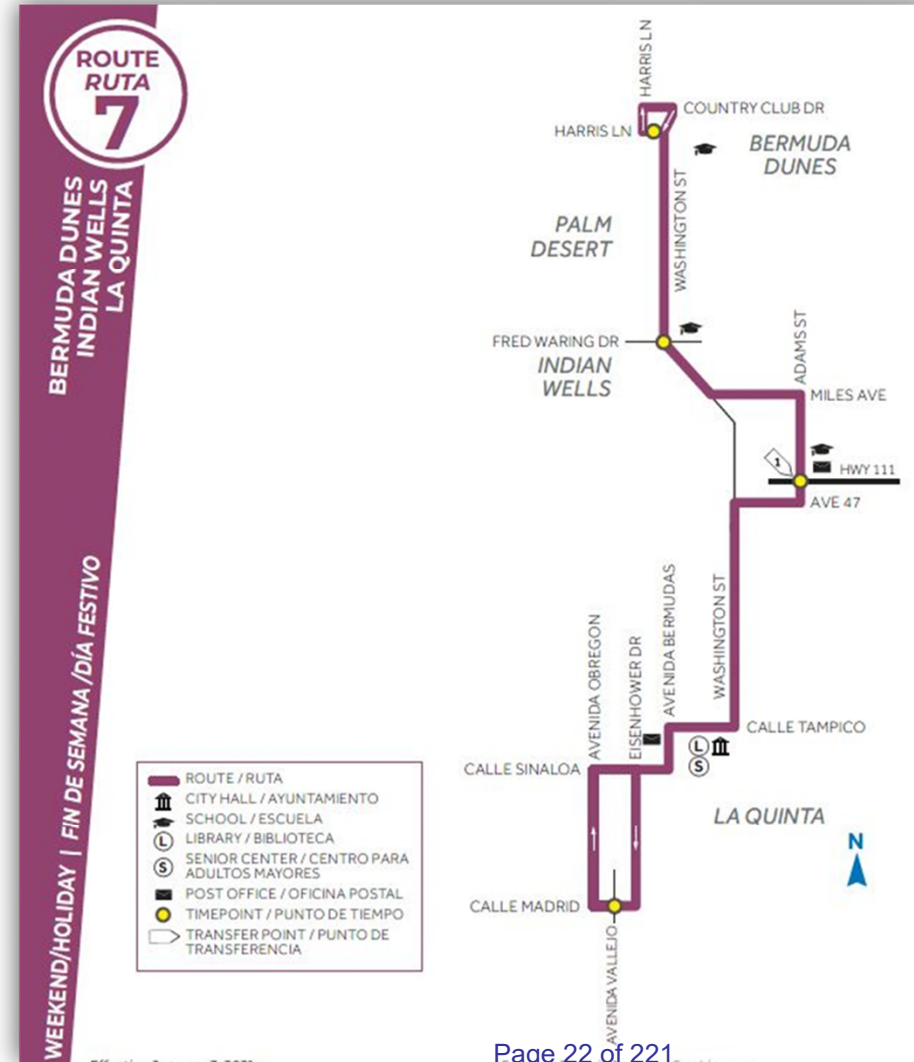 ROUTE
RUTA
7
BERMUDA DUNES
INDIAN WELLS
LA QUINTA
WEEKEND/HOLIDAY | FIN DE SEMANA /DÍA FESTIVO
HARRIS LN
COUNTRY CLUB DR
HARRIS LN
BERMUDA
DUNES
WASHINGTON ST
PALM
DESERT
FRED WARING DR
INDIAN
WELLS
ADAMS ST
MILES AVE
1
HWY 111
AVE 47
AVENIDA OBREGON
EISENHOWER DR
AVENIDA BERMUDAS
WASHINGTON ST
CALLE TAMPICO
L
S
CALLE SINALOA
LA QUINTA
N
CALLE MADRID
AVENIDA VALLEJO
ROUTE / RUTA
CITY HALL / AYUNTAMIENTO
SCHOOL / ESCUELA
L LIBRARY / BIBLIOTECA
S SENIOR CENTER / CENTRO PARA
ADULTOS MAYORES
POST OFFICE / OFICINA POSTAL
TIMEPOINT / PUNTO DE TIEMPO
TRANSFER POINT / PUNTO DE
TRANSFERENCIA
Page 22 of 221